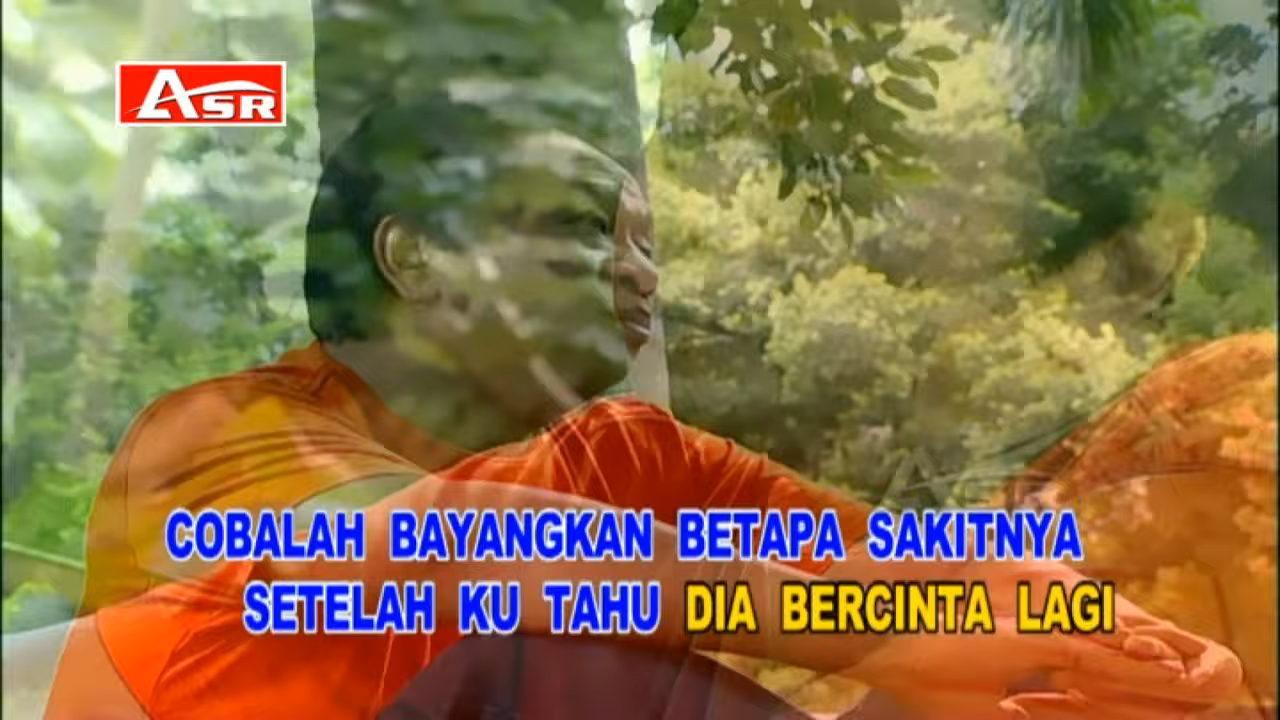 ASR
COBALAH BAYANGKAN BETAPA SAKITNYA
SETELAH KU TAHU DIA BERCINTA LAGI